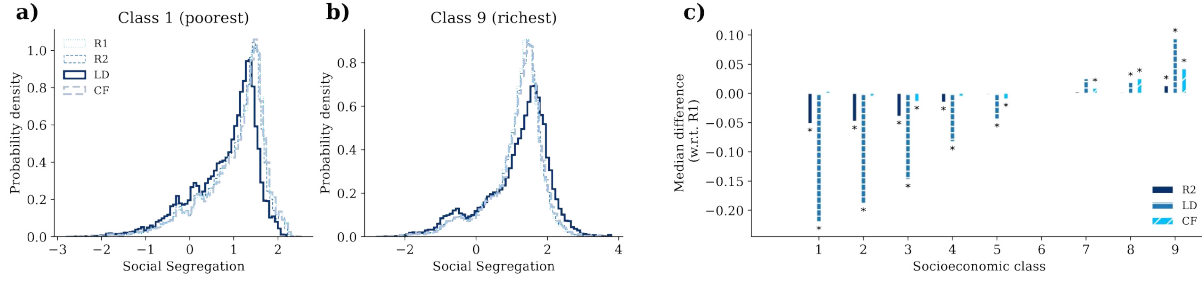 a)
Class 1 (poorest)
1.0
0.8
0.6
0.4
0.2
0.0
Probability density
−3
−2
−1
0
1
2
Social Segregation
R1
R2
LD
CF
b)
Class 9 (richest)
0.8
0.6
0.4
0.2
0.0
Probability density
−2
0
2
4
Social Segregation
c)
0.10
0.05
0.00
−0.05
−0.10
−0.15
−0.20
Median difference
(w.r.t. R1)
* * * * * * * * * * * * * * * * *
R2
LD
CF
1
2
3
4
5
6
7
8
9
Socioeconomic class